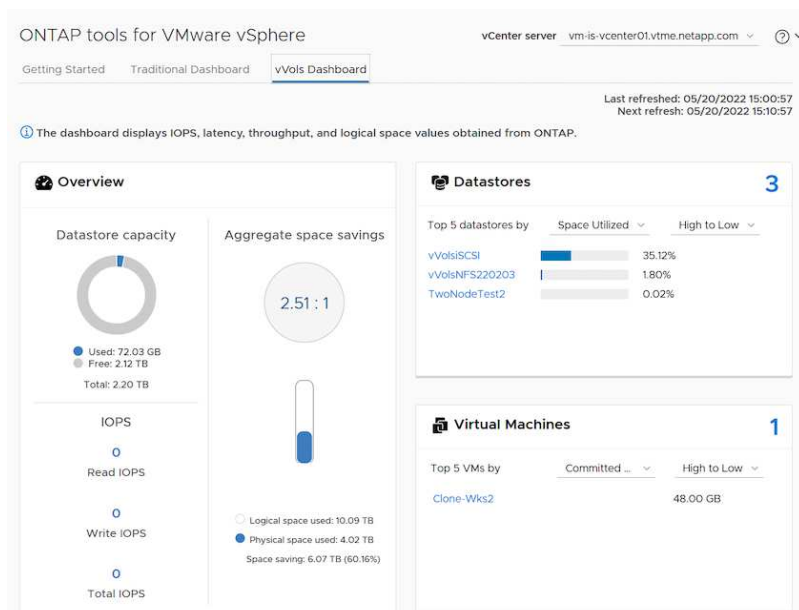 ONTAP tools for VMware vSphere
vCenter server vm-is-vcenter01.vtme.netapp.com
Getting Started Traditional Dashboard vVols Dashboard
Last refreshed: 05/20/2022 15:00:57
Next refresh: 05/20/2022 15:10:57
The dashboard displays IOPS, latency, throughput, and logical space values obtained from ONTAP.
Overview
Datastore capacity
Used: 72.03 GB
Free: 2.12 TB
Total: 2.20 TB
IOPS
0
Read IOPS
0
Write IOPS
0
Total IOPS
Aggregate space savings
2.51 : 1
Logical space used: 10.09 TB
Physical space used: 4.02 TB
Space saving: 6.07 TB (60.16%)
Datastores 3
Top 5 datastores by Space Utilized High to Low
vVolsiSCSI 35.12%
vVolsNFS220203 1.80%
TwoNodeTest2 0.02%
Virtual Machines 1
Top 5 VMs by Committed ... High to Low
Clone-Wks2 48.00 GB